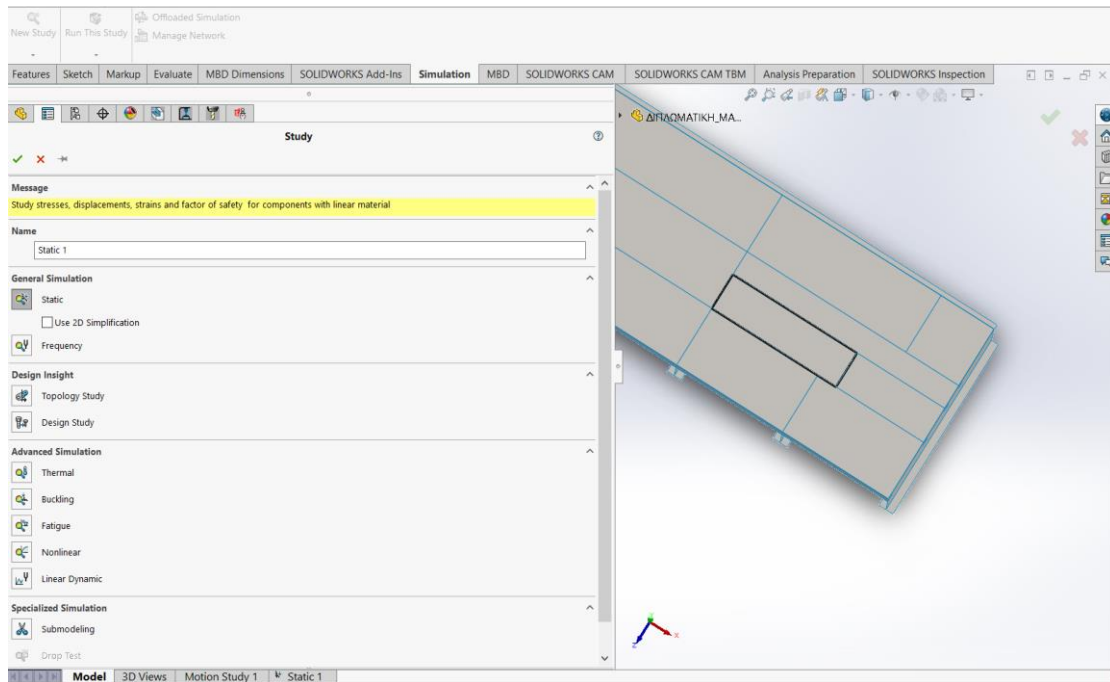 New Study
Run This Study
Offloaded Simulation
Manage Network
Features
Sketch
Markup
Evaluate
MBD Dimensions
SOLIDWORKS Add-Ins
Simulation
MBD
SOLIDWORKS CAM
SOLIDWORKS CAM TBM
Analysis Preparation
SOLIDWORKS Inspection
ΔΙΠΛΩΜΑΤΙΚΗ_ΜΑ...
Study
Message
Study stresses, displacements, strains and factor of safety for components with linear material
Name
Static 1
General Simulation
Static
Use 2D Simplification
Frequency
Design Insight
Topology Study
Design Study
Advanced Simulation
Thermal
Buckling
Fatigue
Nonlinear
Linear Dynamic
Specialized Simulation
Submodeling
Drop Test
x
z
Model
3D Views
Motion Study 1
Static 1